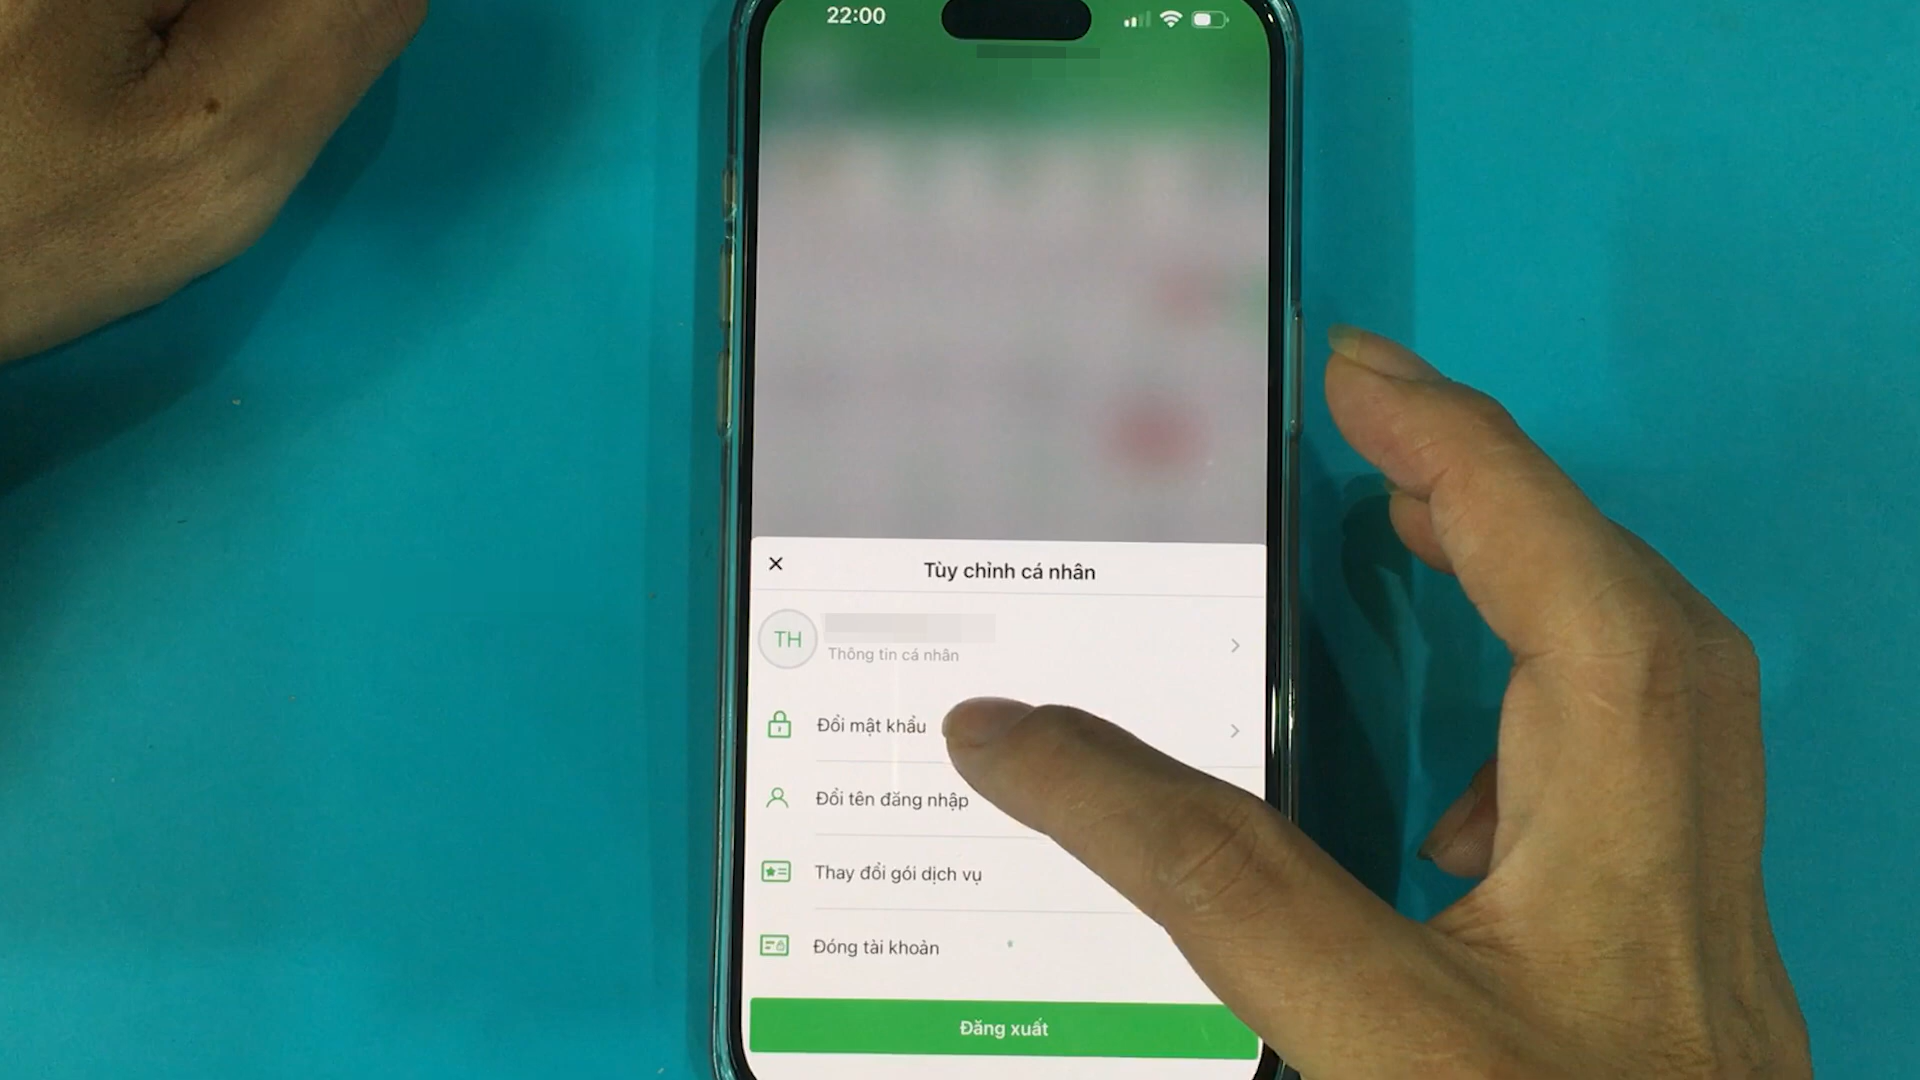 22:00
Tùy chỉnh cá nhân
TH
Thông tin cá nhân
Đổi mật khẩu
Đổi tên đăng nhập
Thay đổi gói dịch vụ
Đóng tài khoản
Đăng xuất